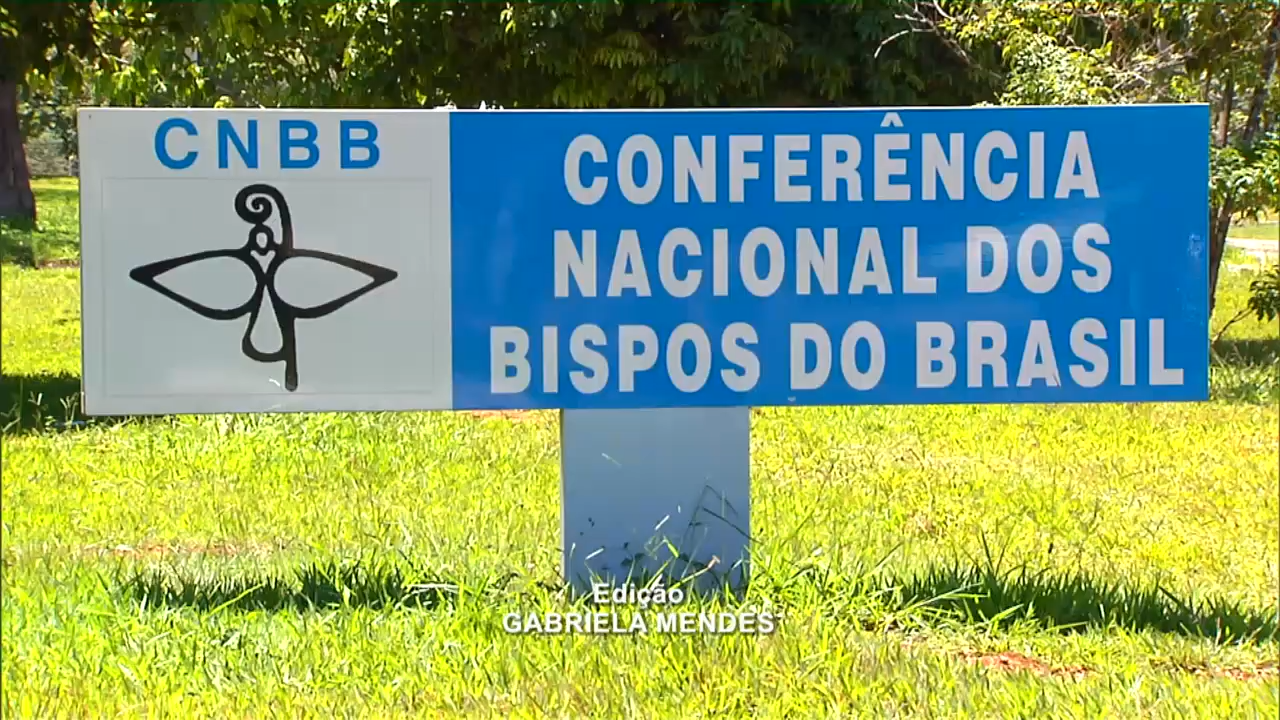 CNBB
CONFERÊNCIA
NACIONAL DOS
BISPOS DO BRASIL
Edição
GABRIELA MENDES